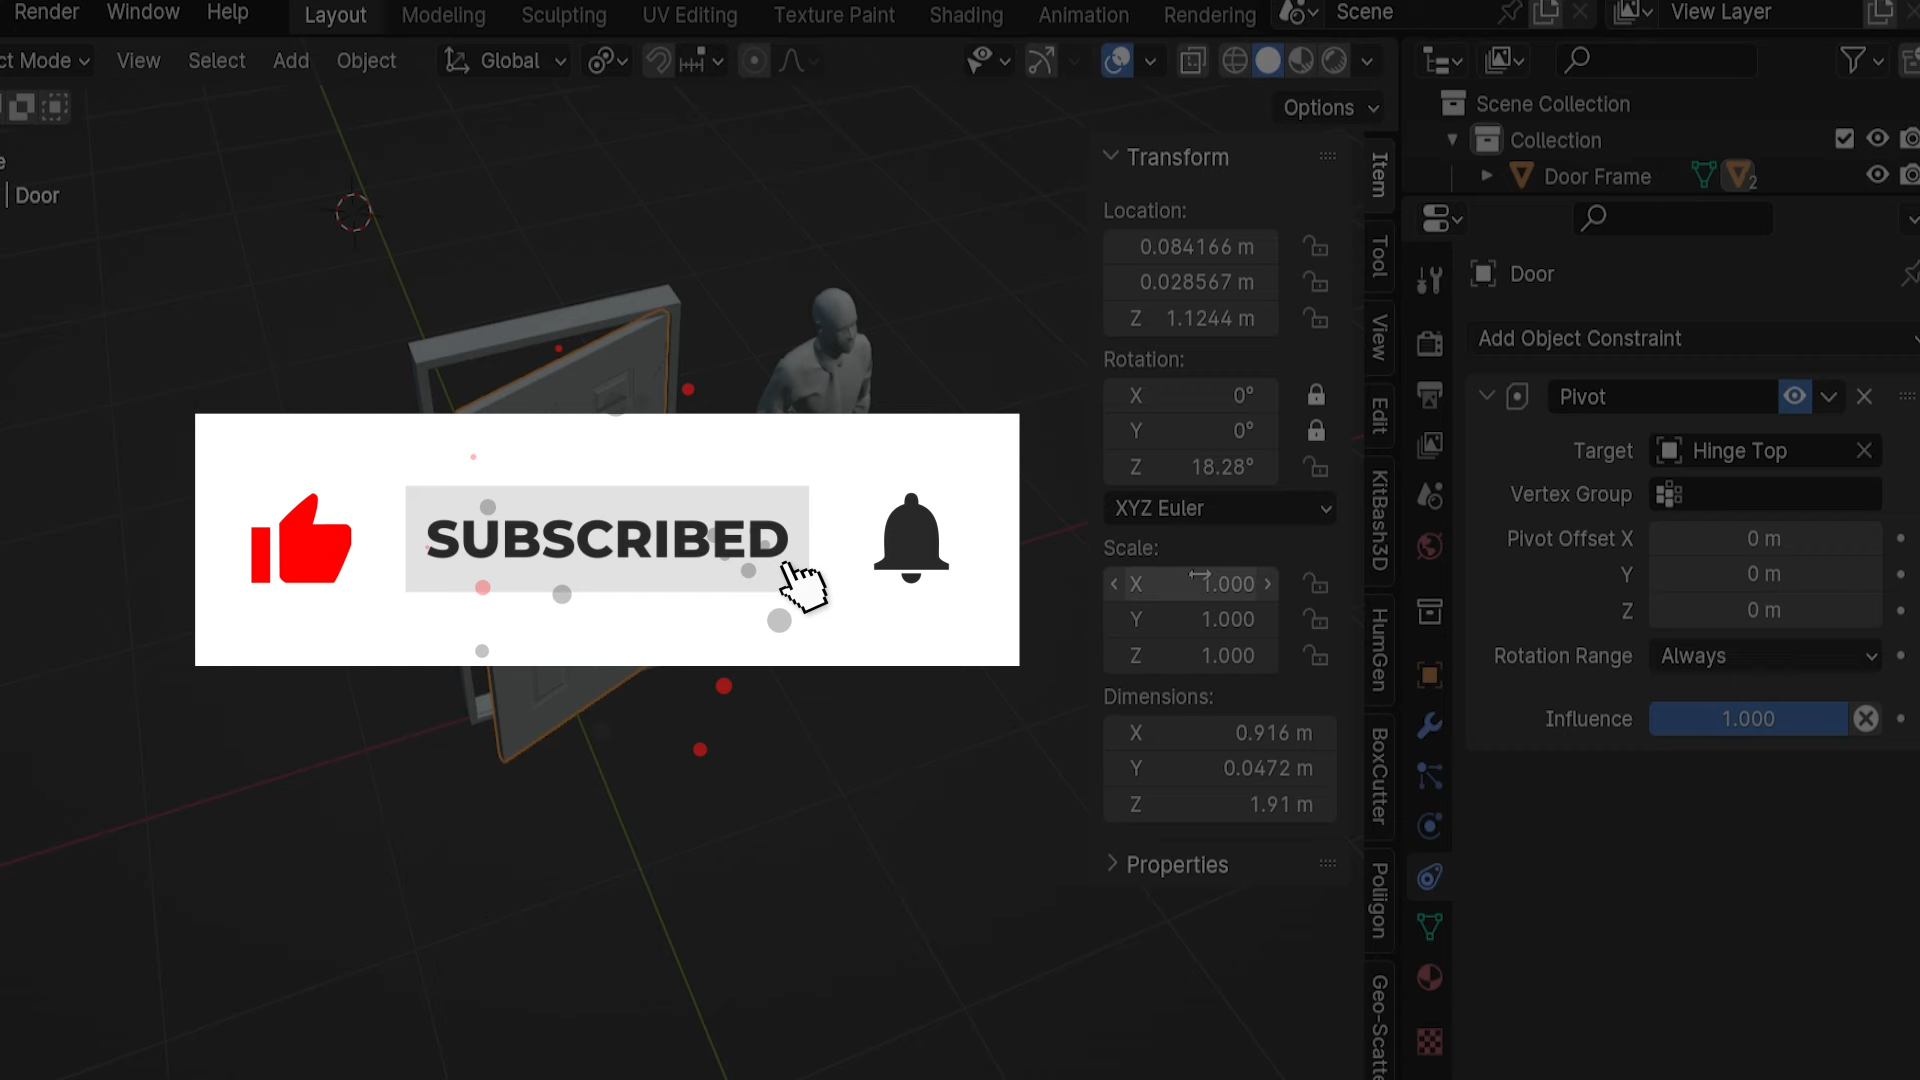 Render Window Help Layout Modeling Sculpting UV Editing Texture Paint Shading Animation Rendering Scene View Layer
ct Mode View Select Add Object Global
Options
e
| Door
Transform
Location:
0.084166 m
0.028567 m
Z 1.1244 m
Rotation:
X 0°
Y 0°
Z 18.28°
XYZ Euler
Scale:
X 1.000
Y 1.000
Z 1.000
Dimensions:
X 0.916 m
Y 0.0472 m
Z 1.91 m
Properties
SUBSCRIBED
Item
Tool
View
Edit
KitBash3D
HumGen
BoxCutter
Poliigon
Geo-Scatte
Scene Collection
Collection
Door Frame 2
Door
Add Object Constraint
Pivot
Target Hinge Top
Vertex Group
Pivot Offset X 0 m
Y 0 m
Z 0 m
Rotation Range Always
Influence 1.000